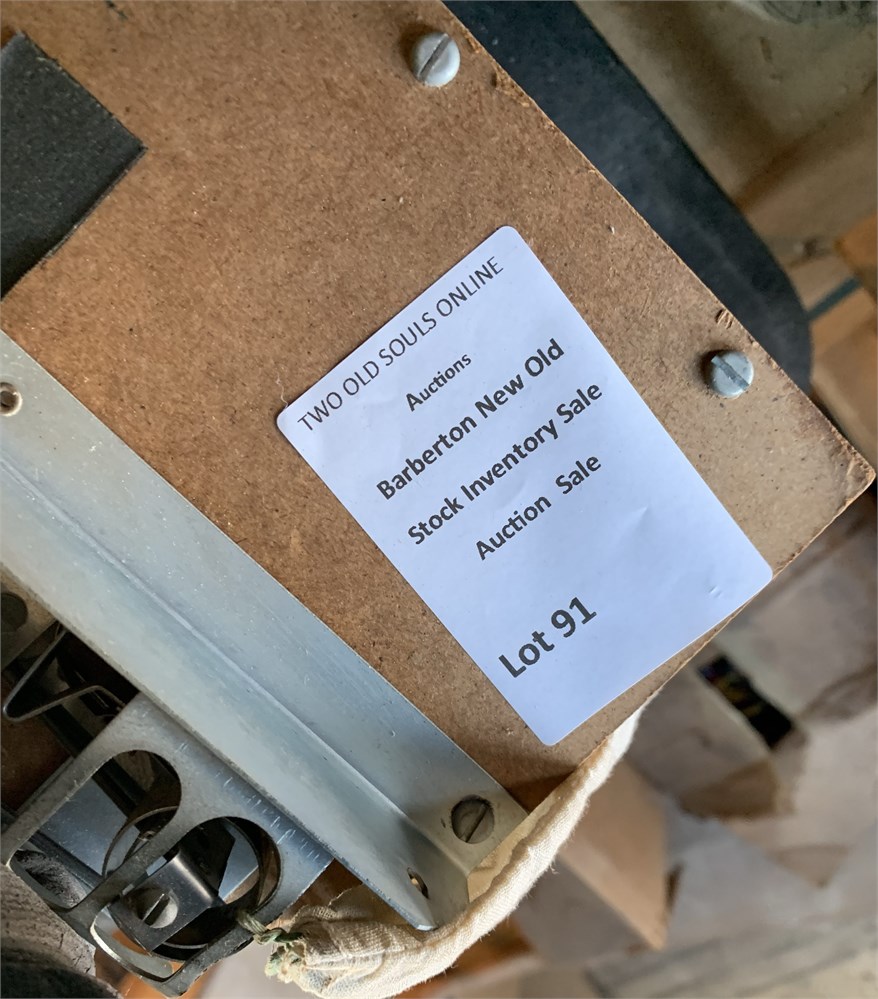 TWO OLD SOULS ONLINE
Auctions
Barberton New Old
Stock Inventory Sale
Auction Sale
Lot 91